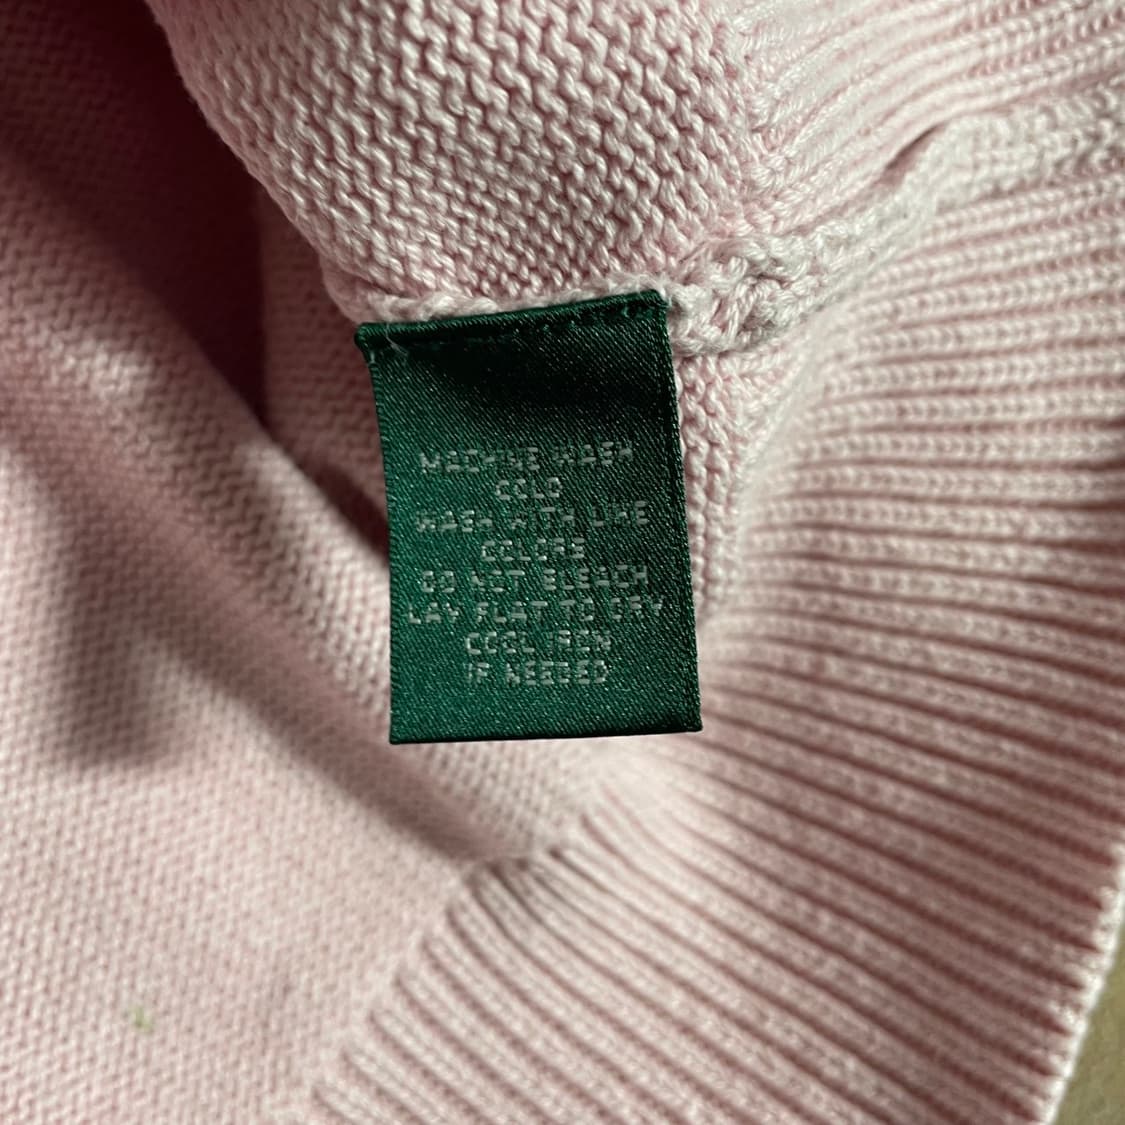 MACHINE WASH
COLD
WASH WITH LIKE
COLORS
DO NOT BLEACH
LAY FLAT TO DRY
COOL IRON
IF NEEDED